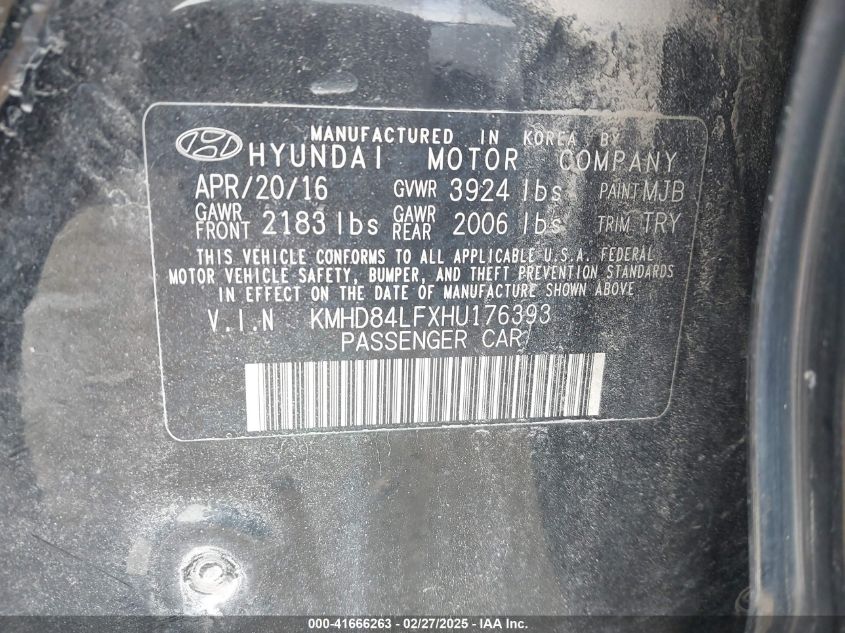 MANUFACTURED IN KOREA BY
HYUNDAI MOTOR COMPANY
APR/20/16 GVWR 3924 lbs PAINT MJB
GAWR FRONT 2183 lbs GAWR REAR 2006 lbs TRIM TRY
THIS VEHICLE CONFORMS TO ALL APPLICABLE U.S.A. FEDERAL
MOTOR VEHICLE SAFETY, BUMPER, AND THEFT PREVENTION STANDARDS
IN EFFECT ON THE DATE OF MANUFACTURE SHOWN ABOVE
V.I.N KMHD84LFXHU176393
PASSENGER CAR
000-41666263 - 02/27/2025 - IAA Inc.